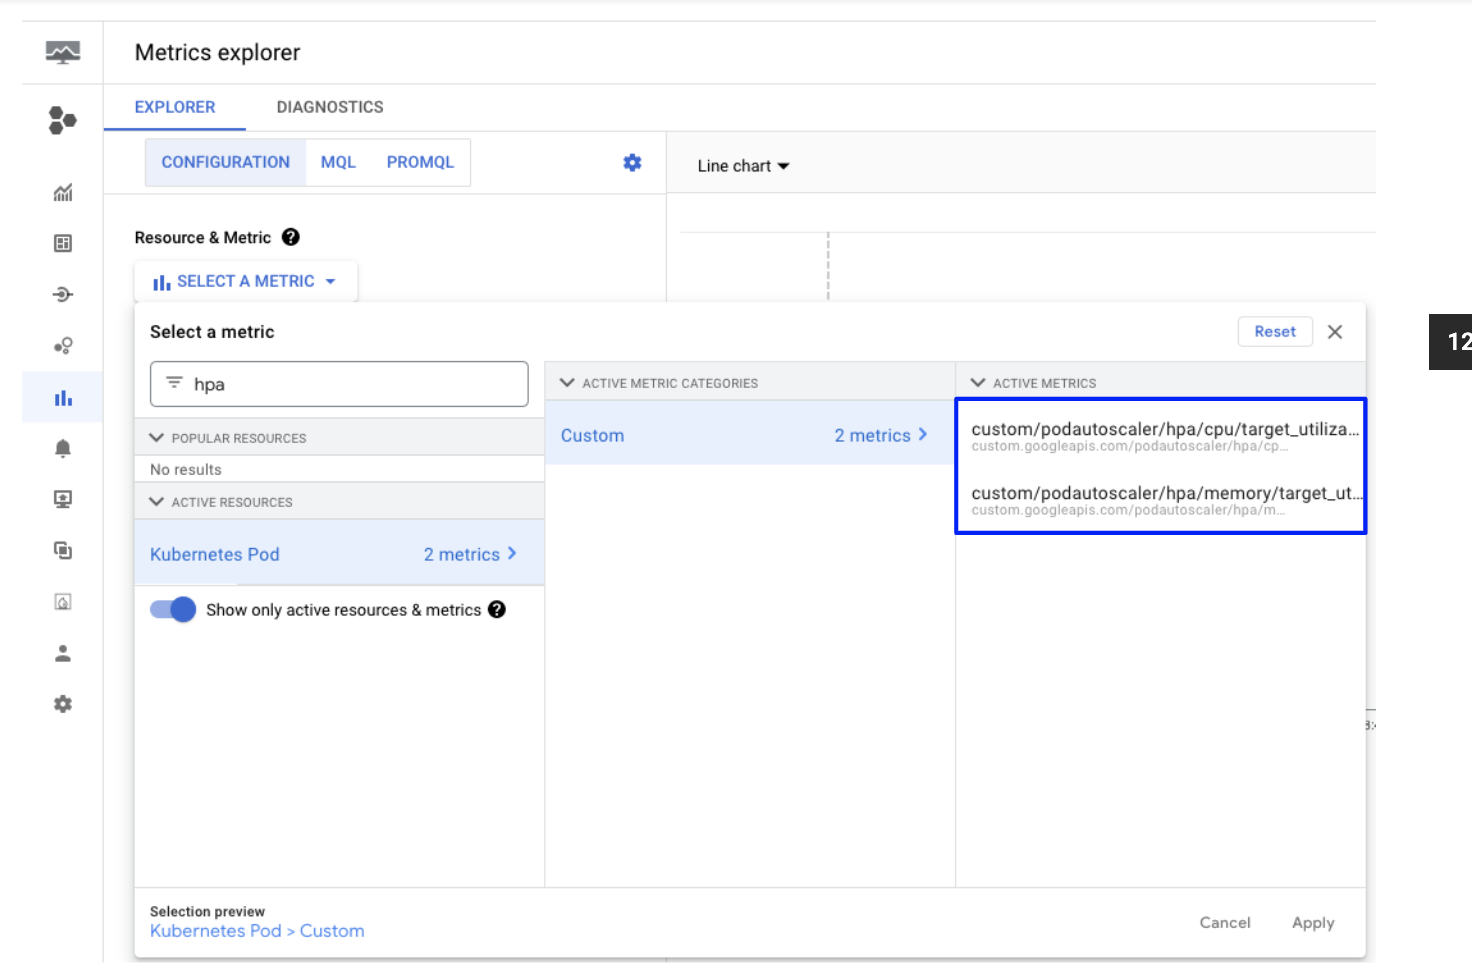 Metrics explorer
EXPLORER DIAGNOSTICS
CONFIGURATION MQL PROMQL
Line chart
Resource & Metric
SELECT A METRIC
Select a metric
Reset
hpa
POPULAR RESOURCES
No results
ACTIVE RESOURCES
Kubernetes Pod 2 metrics
Show only active resources & metrics
ACTIVE METRIC CATEGORIES
Custom 2 metrics
ACTIVE METRICS
custom/podautoscaler/hpa/cpu/target_utiliza...
custom.googleapis.com/podautoscaler/hpa/cp...
custom/podautoscaler/hpa/memory/target_ut...
custom.googleapis.com/podautoscaler/hpa/m...
Selection preview
Kubernetes Pod > Custom
Cancel Apply
12